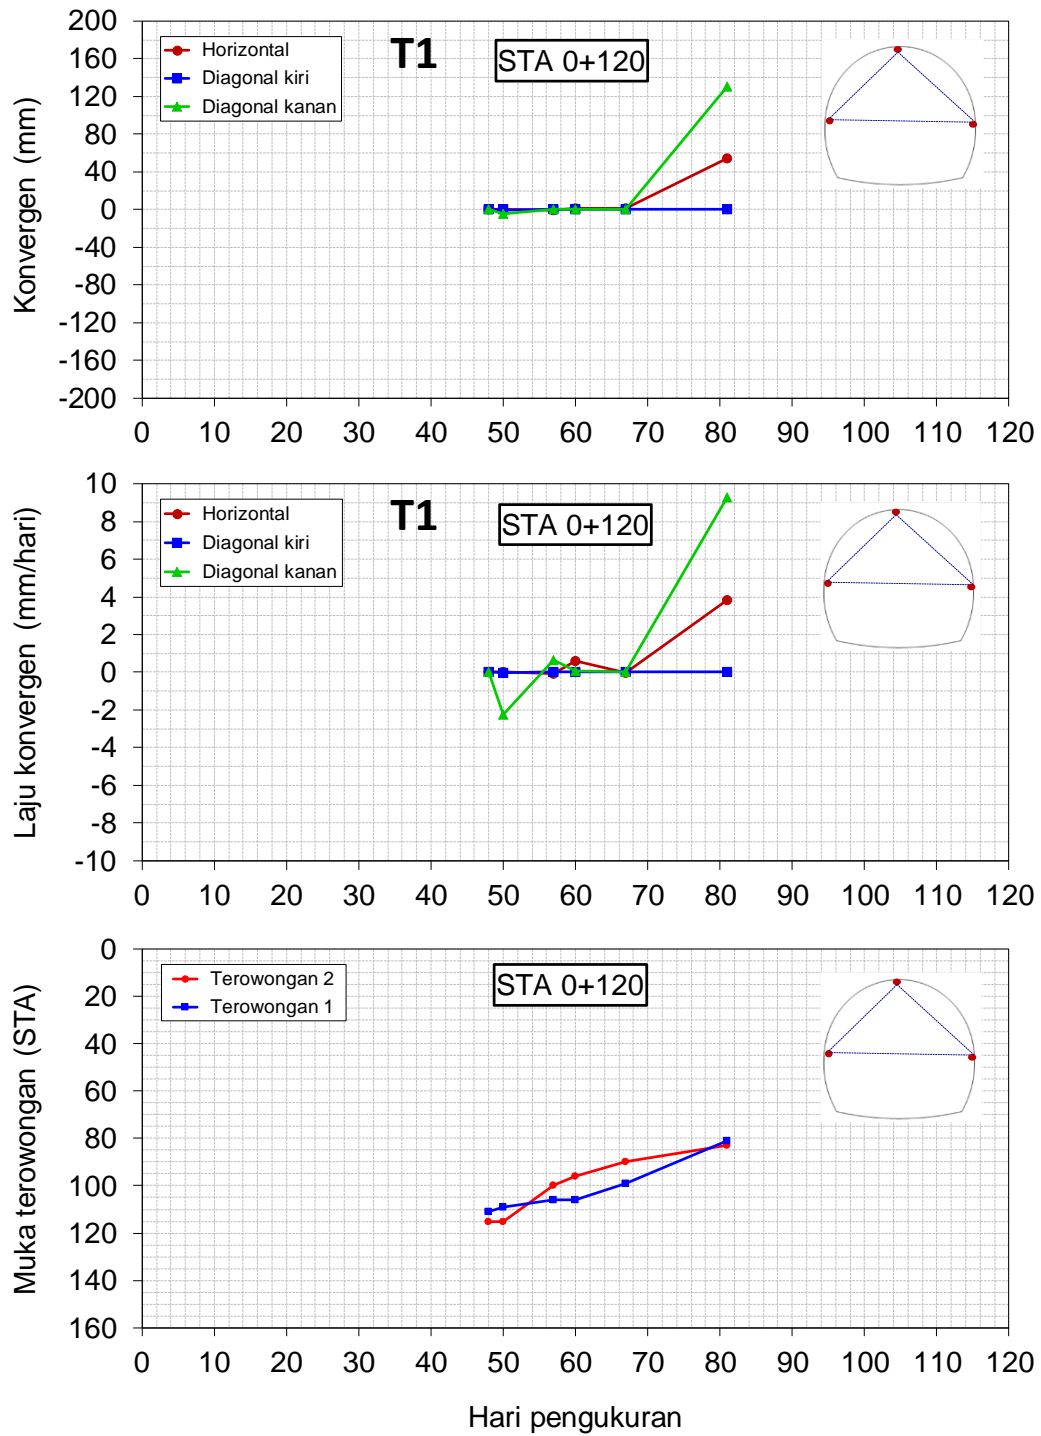 Konvergen (mm)
200
160
120
80
40
0
-40
-80
-120
-160
-200
Horizontal
Diagonal kiri
Diagonal kanan
T1
STA 0+120
0 10 20 30 40 50 60 70 80 90 100 110 120
Laju konvergen (mm/hari)
10
8
6
4
2
0
-2
-4
-6
-8
-10
Horizontal
Diagonal kiri
Diagonal kanan
T1
STA 0+120
0 10 20 30 40 50 60 70 80 90 100 110 120
Muka terowongan (STA)
0
20
40
60
80
100
120
140
160
Terowongan 2
Terowongan 1
STA 0+120
0 10 20 30 40 50 60 70 80 90 100 110 120
Hari pengukuran